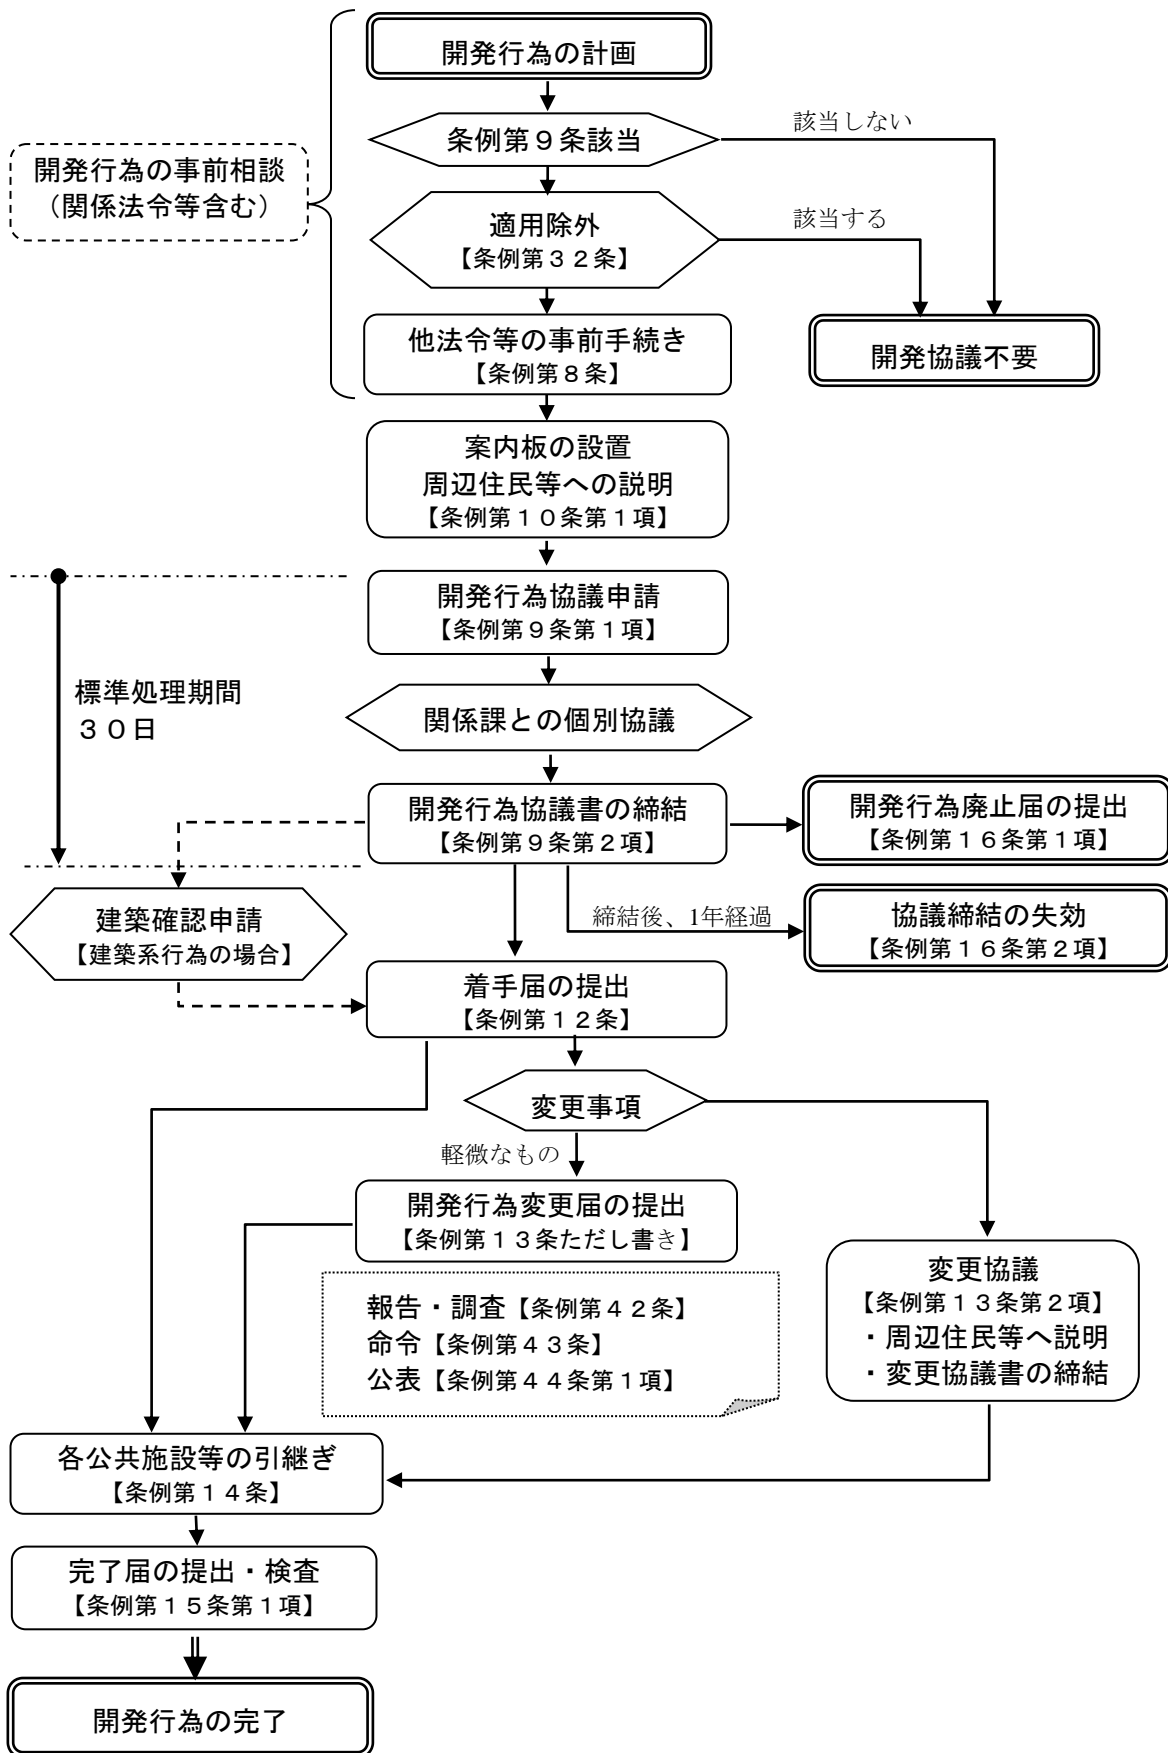 開発行為の計画
条例第９条該当
該当しない
開発行為の事前相談
（関係法令等含む）
適用除外
【条例第３２条】
該当する
他法令等の事前手続き
【条例第８条】
開発協議不要
案内板の設置
周辺住民等への説明
【条例第１０条第１項】
開発行為協議申請
【条例第９条第１項】
標準処理期間
３０日
関係課との個別協議
開発行為協議書の締結
【条例第９条第２項】
開発行為廃止届の提出
【条例第１６条第１項】
締結後、1年経過
協議締結の失効
【条例第１６条第２項】
建築確認申請
【建築系行為の場合】
着手届の提出
【条例第１２条】
変更事項
軽微なもの
開発行為変更届の提出
【条例第１３条ただし書き】
変更協議
【条例第１３条第２項】
・周辺住民等へ説明
・変更協議書の締結
報告・調査【条例第４２条】
命令【条例第４３条】
公表【条例第４４条第１項】
各公共施設等の引継ぎ
【条例第１４条】
完了届の提出・検査
【条例第１５条第１項】
開発行為の完了